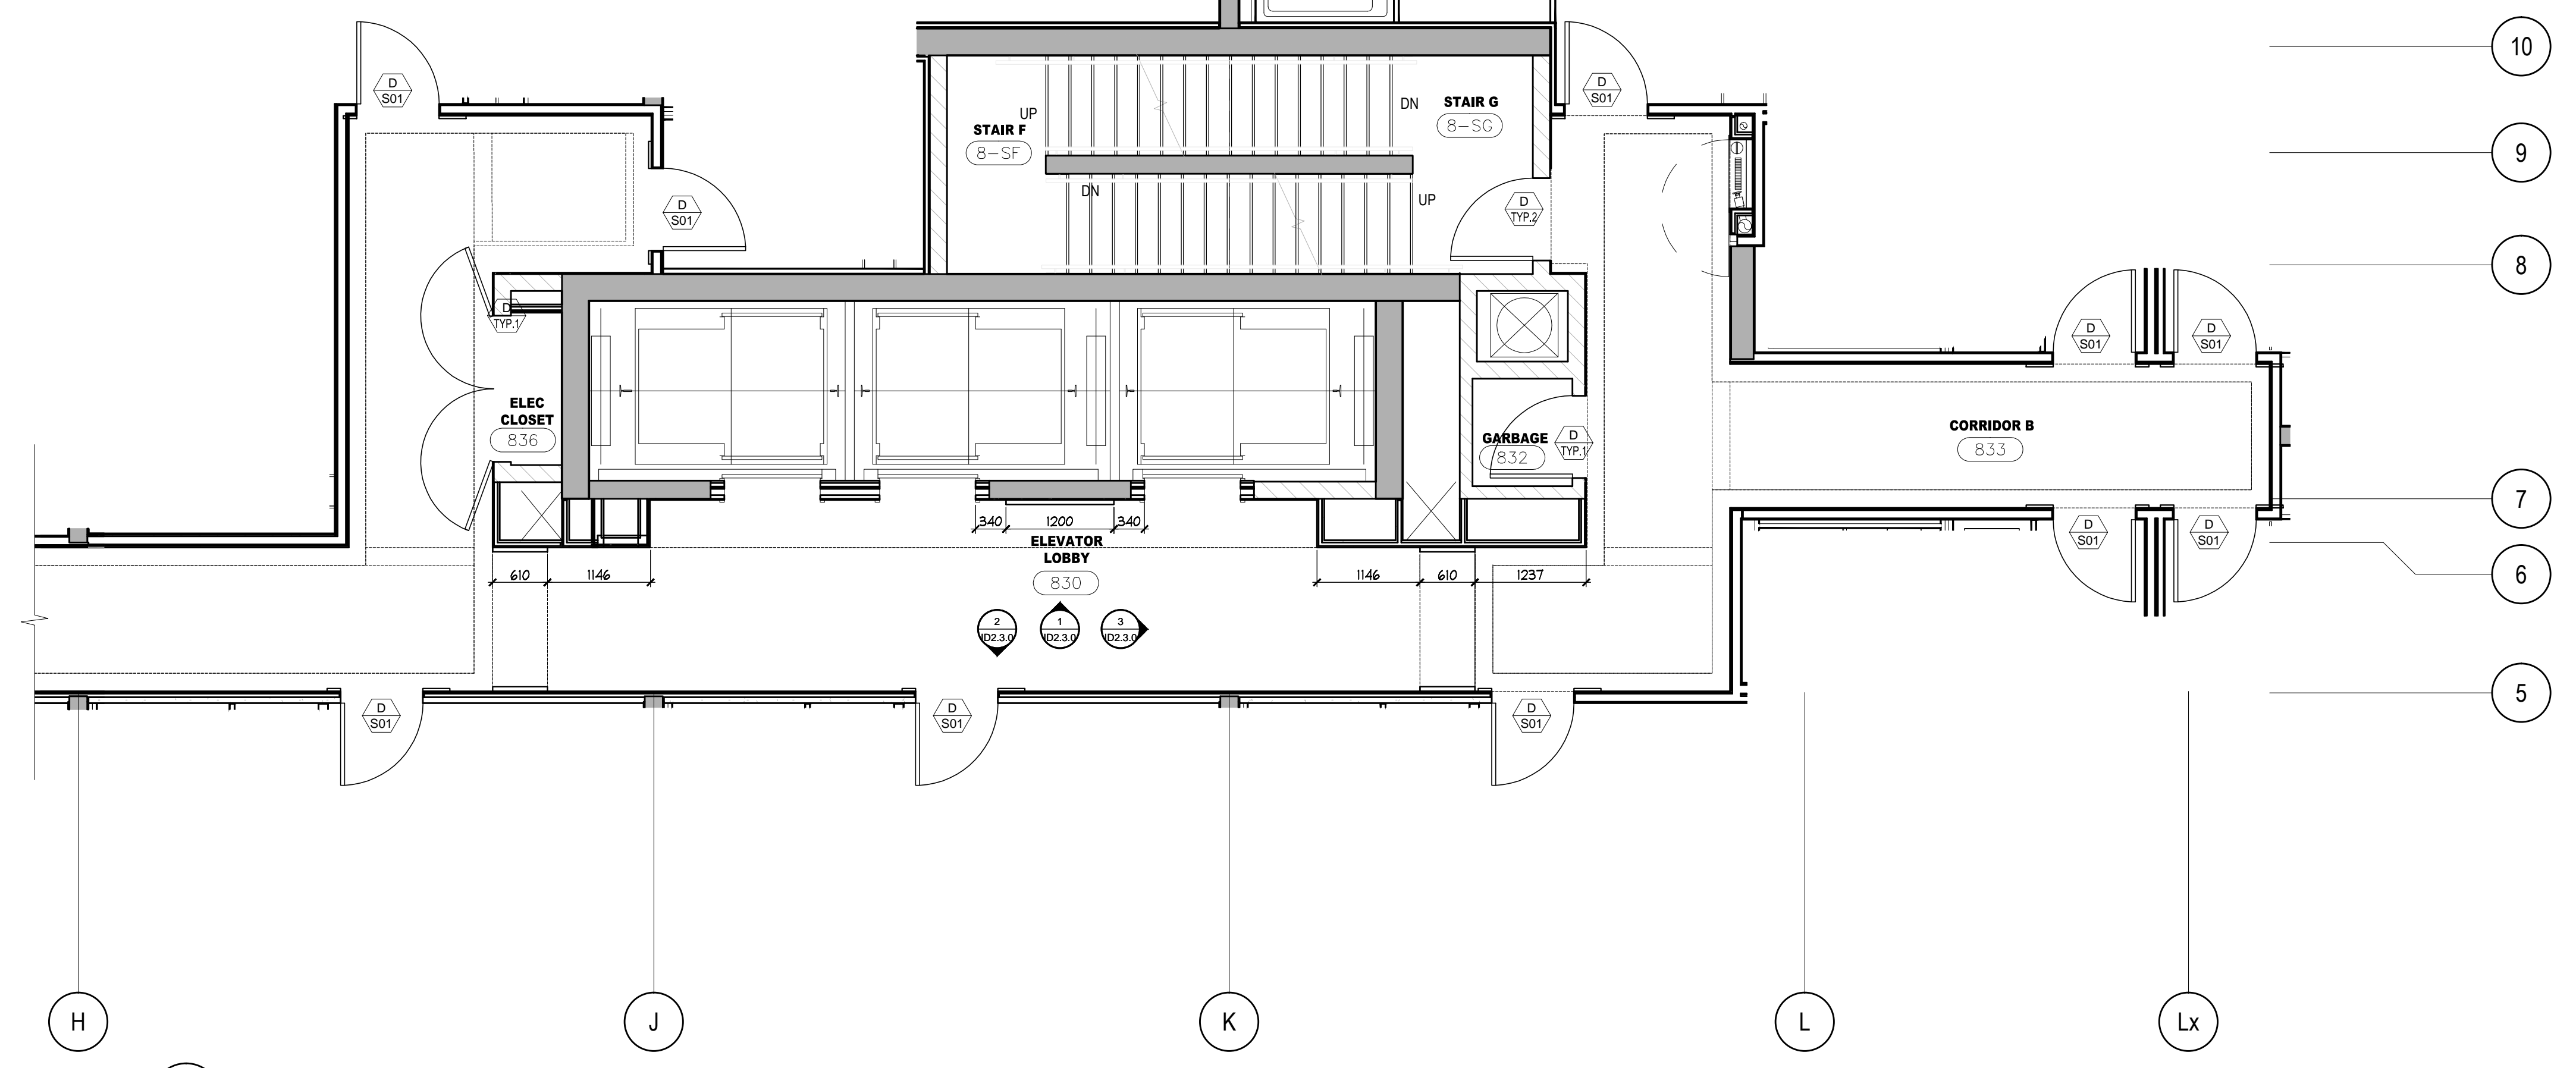 10
D
S01
D
S01
DN
STAIR G
8-SG
UP
STAIR F
8-SF
9
DN
UP
D
S01
D
TYP.2
8
D
TYP.1
D
S01
D
S01
ELEC
CLOSET
836
GARBAGE
832
D
TYP.1
CORRIDOR B
833
7
340
1200
340
ELEVATOR
LOBBY
830
D
S01
D
S01
610
1146
1146
610
1237
6
2
ID2.3.0
1
ID2.3.0
3
ID2.3.0
5
D
S01
D
S01
D
S01
H
J
K
L
Lx